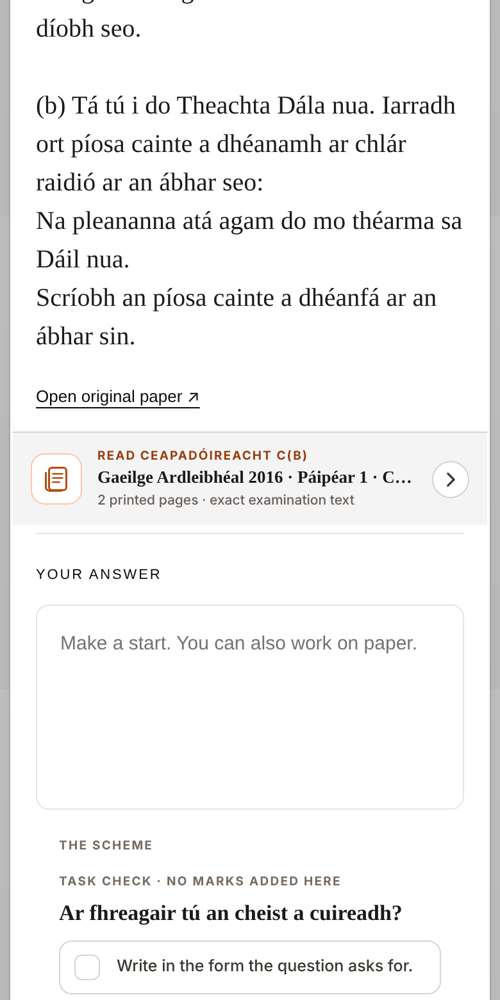 díobh seo.
(b) Tá tú i do Theachta Dála nua. Iarradh
ort píosa cainte a dhéanamh ar chlár
raidió ar an ábhar seo:
Na pleananna atá agam do mo théarma sa
Dáil nua.
Scríobh an píosa cainte a dhéanfá ar an
ábhar sin.
Open original paper ↗
READ CEAPADÓIREACHT C(B)
Gaeilge Ardleibhéal 2016 · Páipéar 1 · C…
2 printed pages · exact examination text
YOUR ANSWER
Make a start. You can also work on paper.
THE SCHEME
TASK CHECK · NO MARKS ADDED HERE
Ar fhreagair tú an cheist a cuireadh?
Write in the form the question asks for.